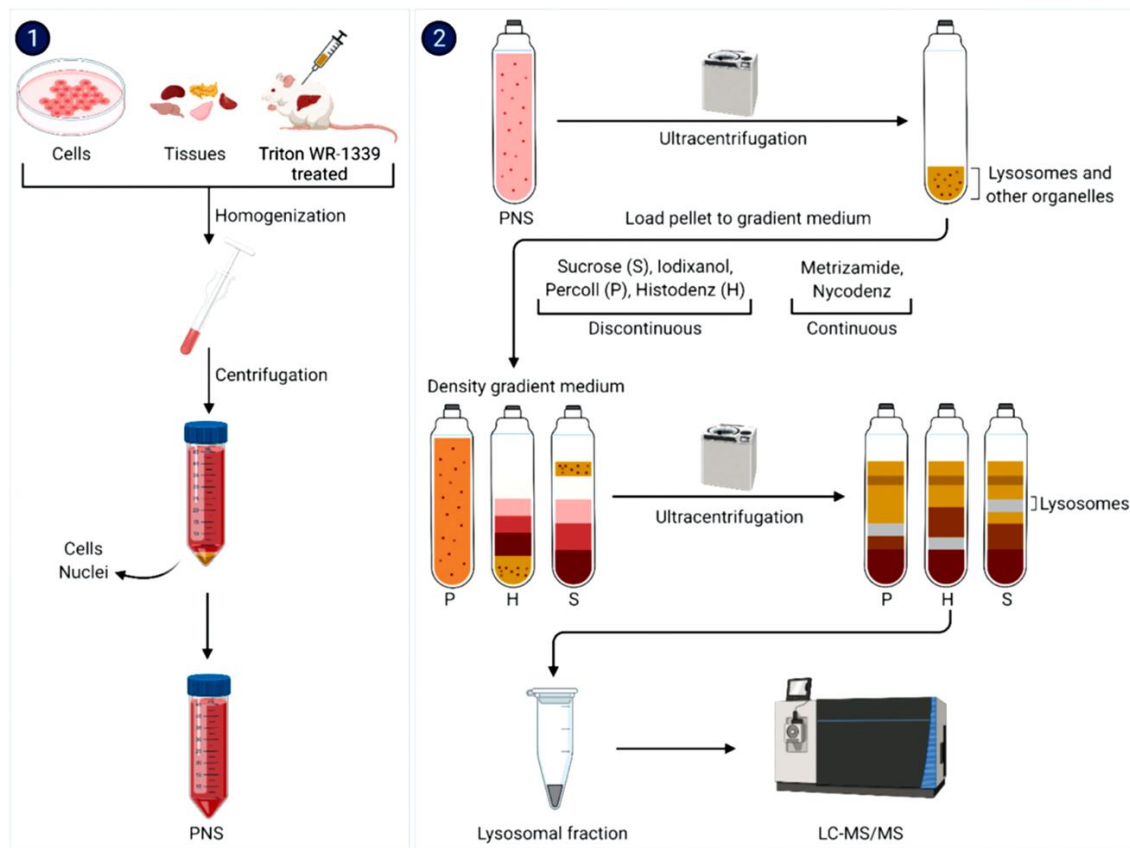 1
Cells
Tissues
Triton WR-1339
treated
Homogenization
Centrifugation
Cells
Nuclei
PNS
2
PNS
Ultracentrifugation
Lysosomes and
other organelles
Load pellet to gradient medium
Sucrose (S), Iodixanol,
Percoll (P), Histodenz (H)
Discontinuous
Metrizamide,
Nycodenz
Continuous
Density gradient medium
P
H
S
Ultracentrifugation
Lysosomes
P
H
S
Lysosomal fraction
LC-MS/MS